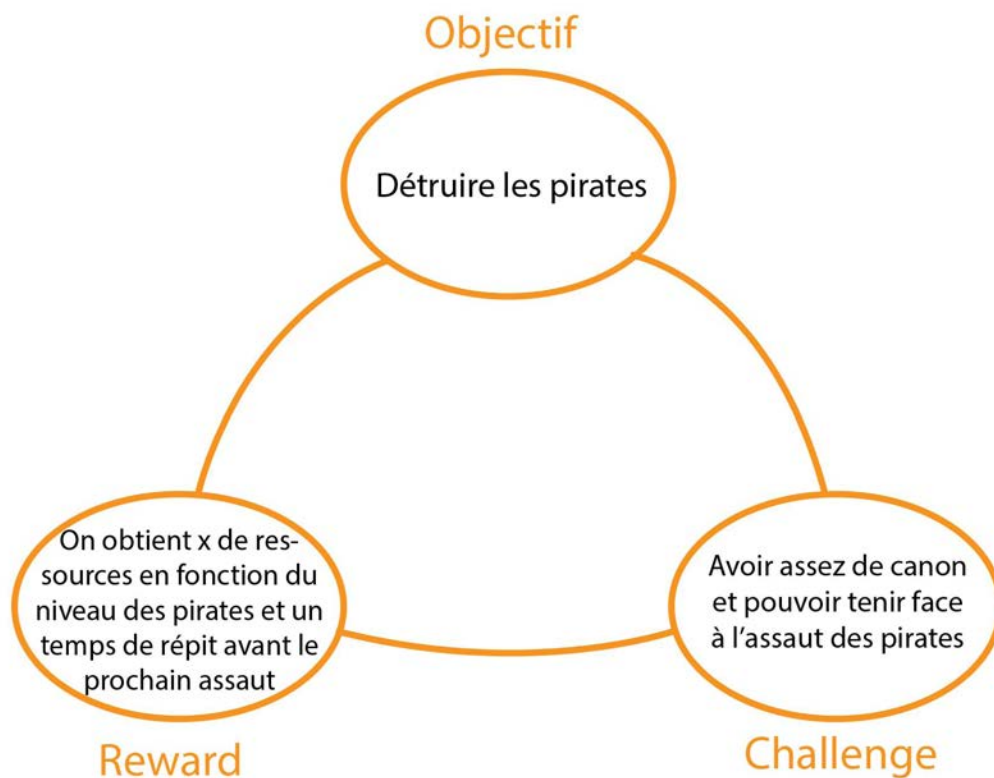 Objectif
Détruire les pirates
On obtient x de res-
sources en fonction du
niveau des pirates et un
temps de répit avant le
prochain assaut
Reward
Avoir assez de canon
et pouvoir tenir face
à l'assaut des pirates
Challenge